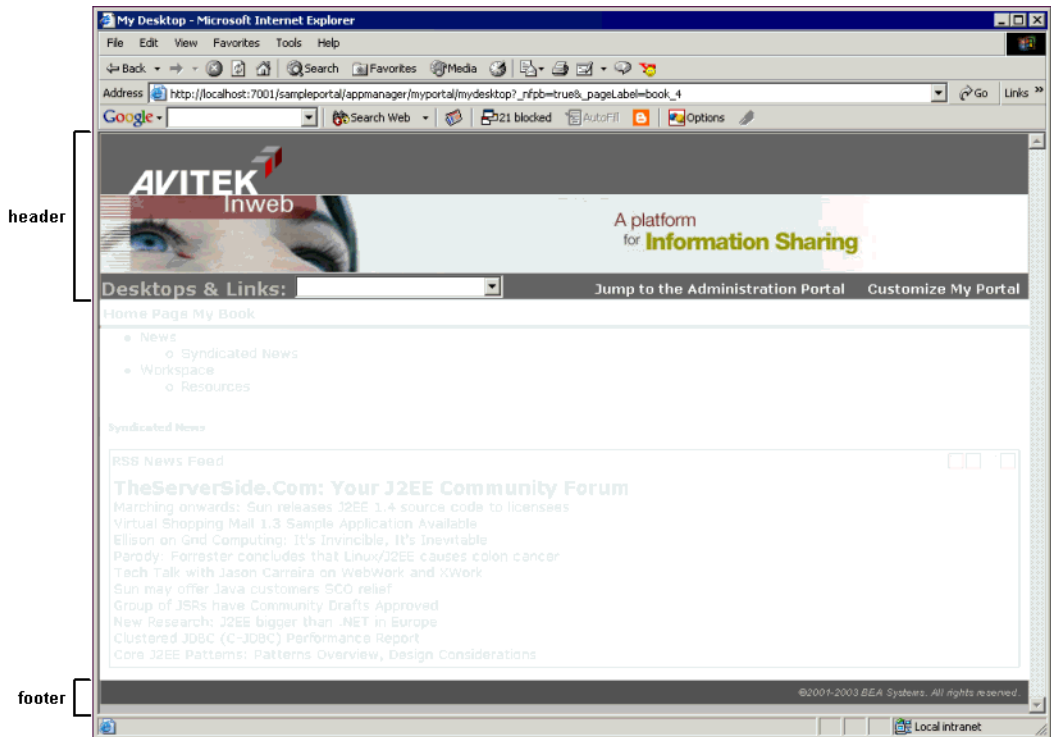 My Desktop - Microsoft Internet Explorer
File Edit View Favorites Tools Help
Back Search Favorites Media
Address http://localhost:7001/sampleportal/appmanager/myportal/mydesktop?_nfpb=true&_pageLabel=book_4 Go Links »
Google Search Web 21 blocked AutoFill Options
header
AVITEK
Inweb
A platform
for Information Sharing
Desktops & Links: Jump to the Administration Portal Customize My Portal
Home Page My Book
News
Syndicated News
Workspace
Resources
Syndicated News
RSS News Feed
TheServerSide.Com: Your J2EE Community Forum
Marching onwards: Sun releases J2EE 1.4 source code to licensees
Virtual Shopping Mall 1.3 Sample Application Available
Ellison on Grid Computing: It's Invincible, It's Inevitable
Parody: Forrester concludes that Linux/J2EE causes colon cancer
Tech Talk with Jason Carreira on WebWork and XWork
Sun may offer Java customers SCO relief
Group of JSRs have Community Drafts Approved
New Research: J2EE bigger than .NET in Europe
Clustered JDBC (C-JDBC) Performance Report
Core J2EE Patterns: Patterns Overview, Design Considerations
footer
©2001-2003 BEA Systems. All rights reserved.
Local intranet